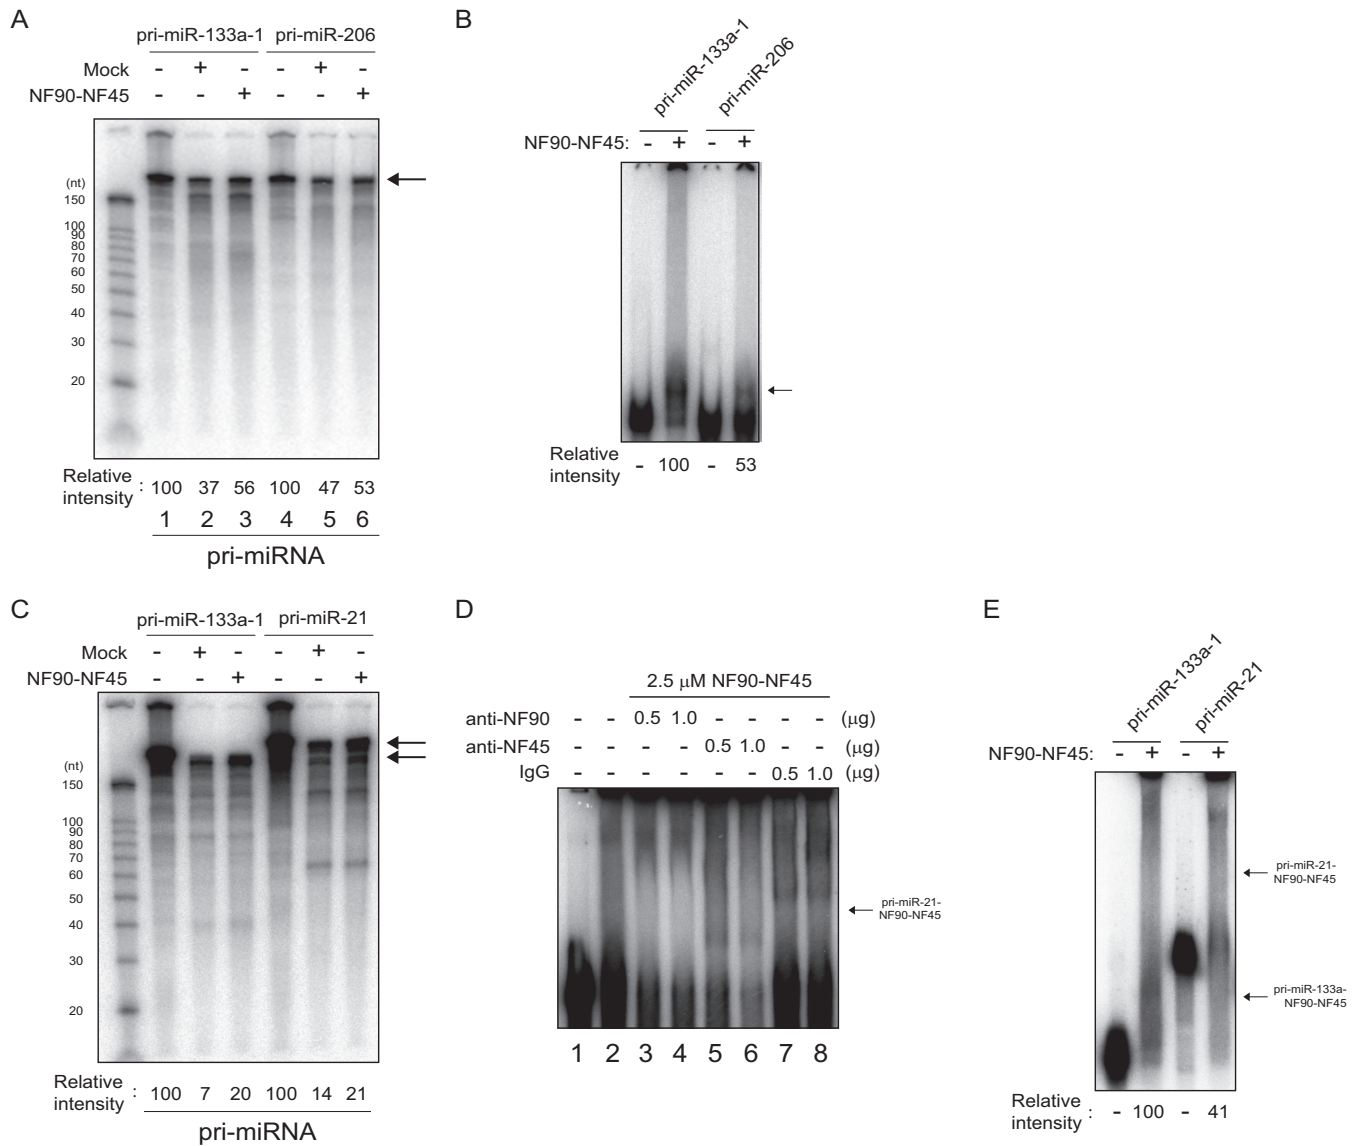 A
pri-miR-133a-1 pri-miR-206
Mock - + - - + -
NF90-NF45 - - + - - +
(nt)
150
100
90
80
70
60
50
40
30
20
Relative intensity : 100 37 56 100 47 53
1 2 3 4 5 6
pri-miRNA
B
pri-miR-133a-1 pri-miR-206
NF90-NF45: - + - +
Relative intensity - 100 - 53
C
pri-miR-133a-1 pri-miR-21
Mock - + - - + -
NF90-NF45 - - + - - +
(nt)
150
100
90
80
70
60
50
40
30
20
Relative intensity : 100 7 20 100 14 21
pri-miRNA
D
2.5 μM NF90-NF45
anti-NF90 - - 0.5 1.0 - - - - (μg)
anti-NF45 - - - - 0.5 1.0 - - (μg)
IgG - - - - - - 0.5 1.0 (μg)
pri-miR-21-
NF90-NF45
1 2 3 4 5 6 7 8
E
pri-miR-133a-1 pri-miR-21
NF90-NF45: - + - +
pri-miR-21-
NF90-NF45
pri-miR-133a-
NF90-NF45
Relative intensity : - 100 - 41